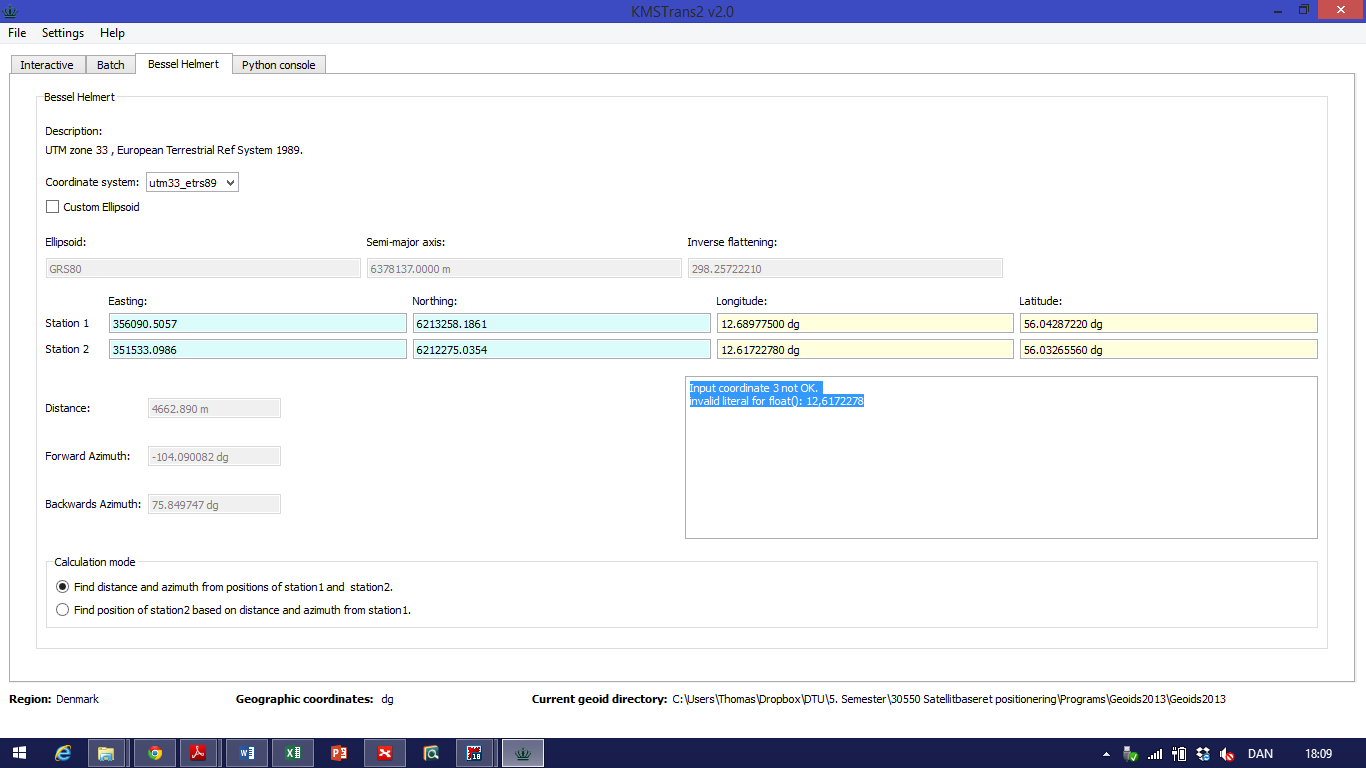 KMSTrans2 v2.0
File Settings Help
Interactive Batch Bessel Helmert Python console
Bessel Helmert
Description:
UTM zone 33 , European Terrestrial Ref System 1989.
Coordinate system: utm33_etrs89
Custom Ellipsoid
Ellipsoid: Semi-major axis: Inverse flattening:
GRS80 6378137.0000 m 298.25722210
Easting: Northing: Longitude: Latitude:
Station 1 356090.5057 6213258.1861 12.68977500 dg 56.04287220 dg
Station 2 351533.0986 6212275.0354 12.61722780 dg 56.03265560 dg
Input coordinate 3 not OK.
invalid literal for float(): 12,6172278
Distance: 4662.890 m
Forward Azimuth: -104.090082 dg
Backwards Azimuth: 75.849747 dg
Calculation mode
Find distance and azimuth from positions of station1 and station2.
Find position of station2 based on distance and azimuth from station1.
Region: Denmark Geographic coordinates: dg Current geoid directory: C:\Users\Thomas\Dropbox\DTU\5. Semester\30550 Satellitbaseret positionering\Programs\Geoids2013\Geoids2013
DAN 18:09